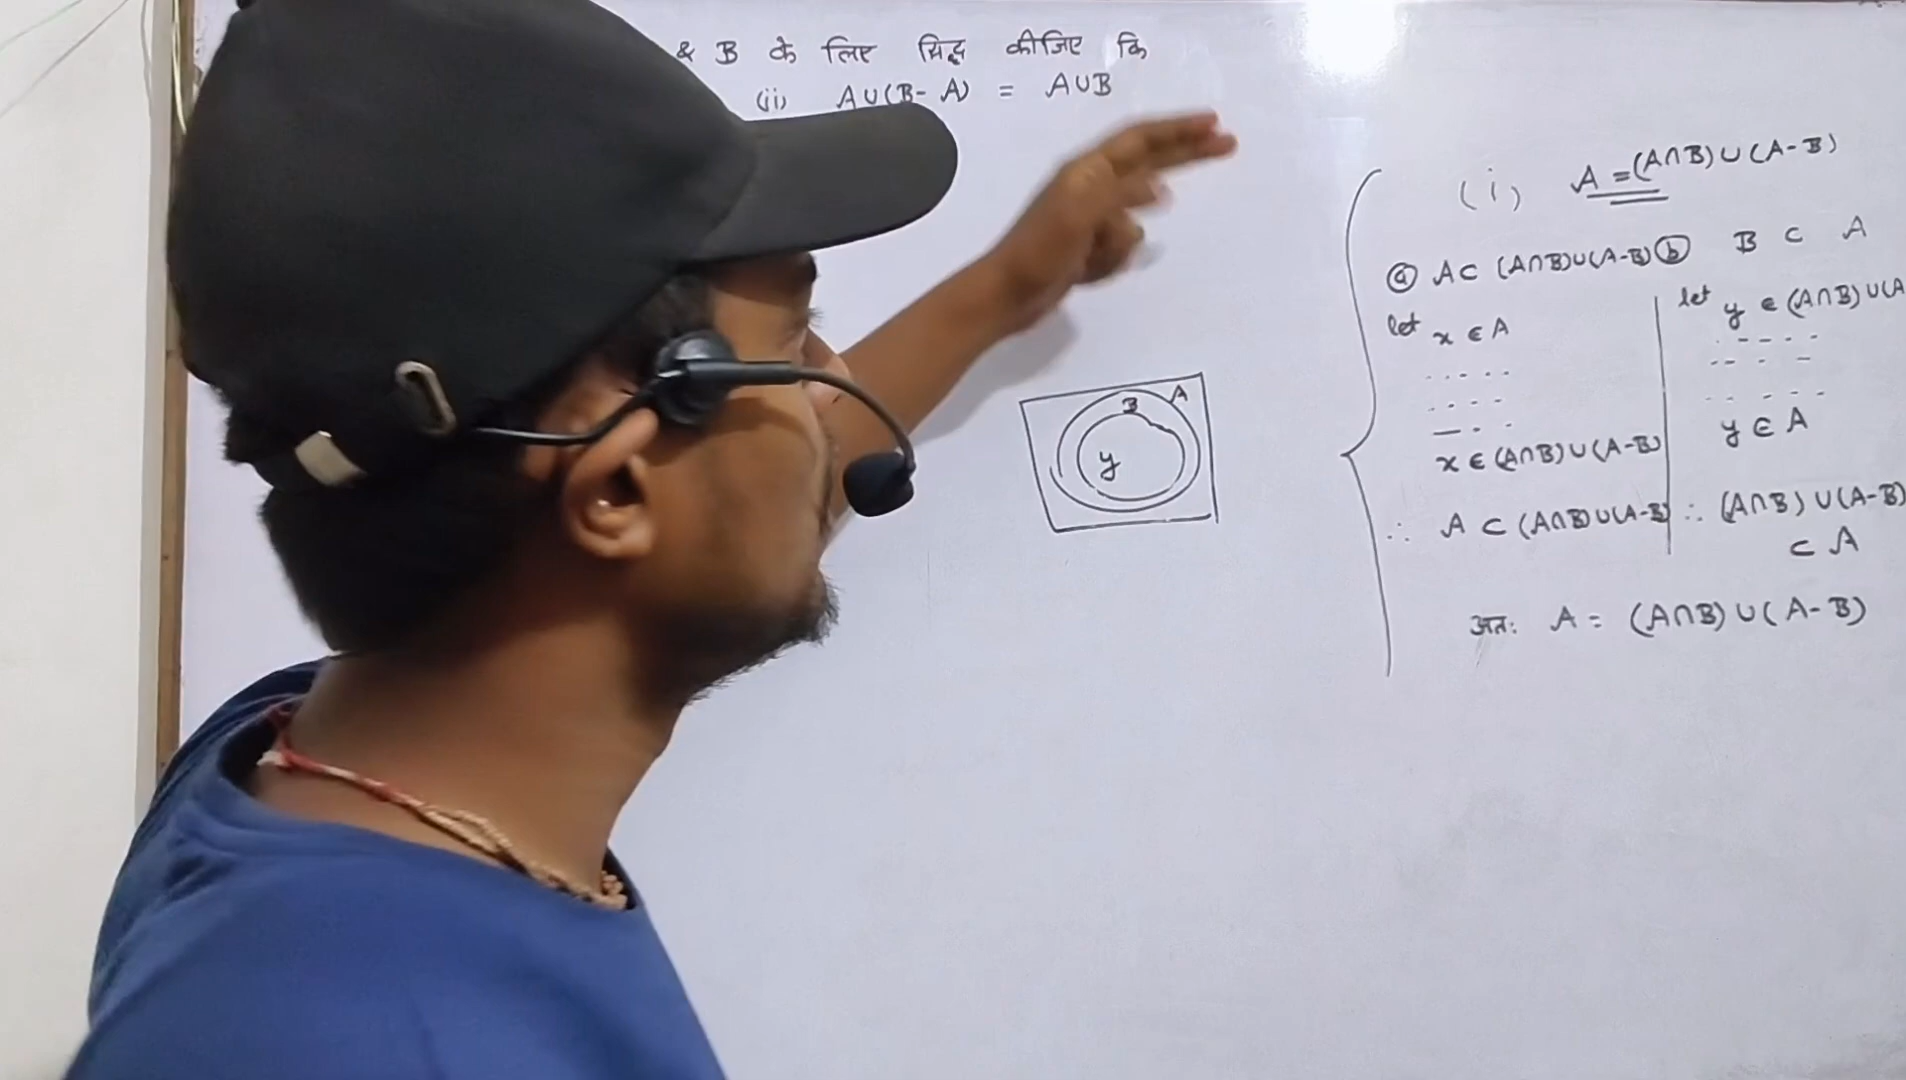 & B के लिए सिद्ध कीजिए कि
(ii) A∪(B-A) = A∪B
(i) A = (A∩B)∪(A-B)
ⓐ A⊂ (A∩B)∪(A-B) ⓑ B ⊂ A
let x ∈ A
let y ∈ (A∩B)∪(A
x ∈ (A∩B)∪(A-B)
y ∈ A
∴ A ⊂ (A∩B)∪(A-B)
∴ (A∩B)∪(A-B)
⊂ A
अतः A = (A∩B)∪(A-B)
B A
y